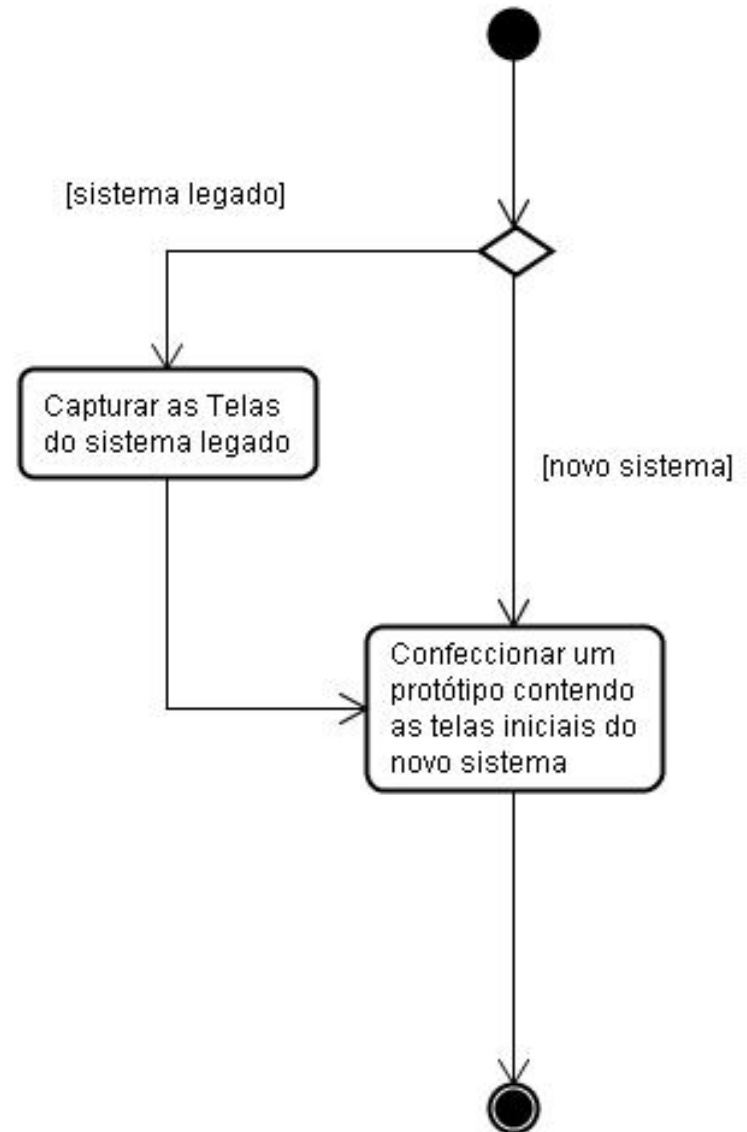 [sistema legado]
Capturar as Telas
do sistema legado
[novo sistema]
Confeccionar um
protótipo contendo
as telas iniciais do
novo sistema